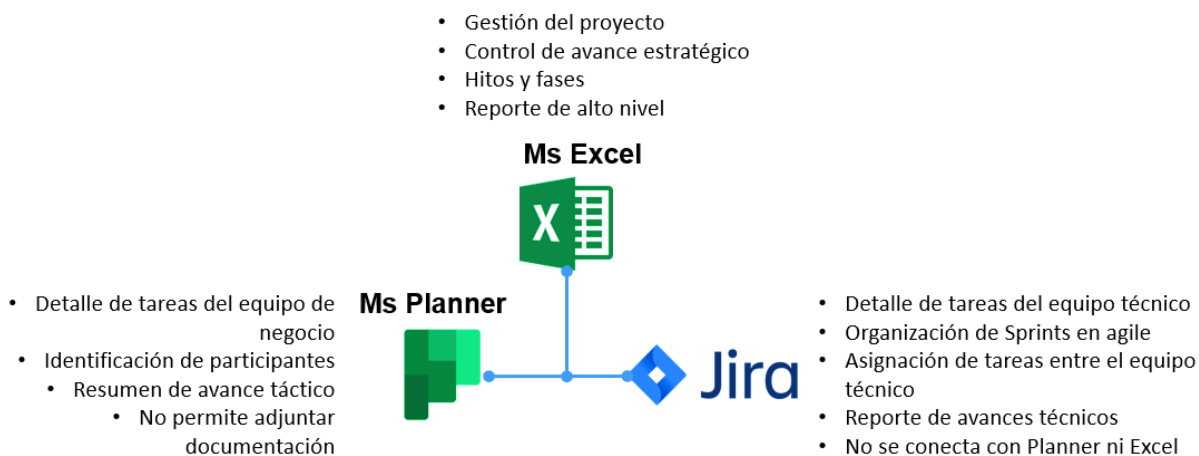 • Gestión del proyecto
• Control de avance estratégico
• Hitos y fases
• Reporte de alto nivel
Ms Excel
X
• Detalle de tareas del equipo de
negocio
• Identificación de participantes
• Resumen de avance táctico
• No permite adjuntar
documentación
Ms Planner
Jira
• Detalle de tareas del equipo técnico
• Organización de Sprints en agile
• Asignación de tareas entre el equipo
técnico
• Reporte de avances técnicos
• No se conecta con Planner ni Excel